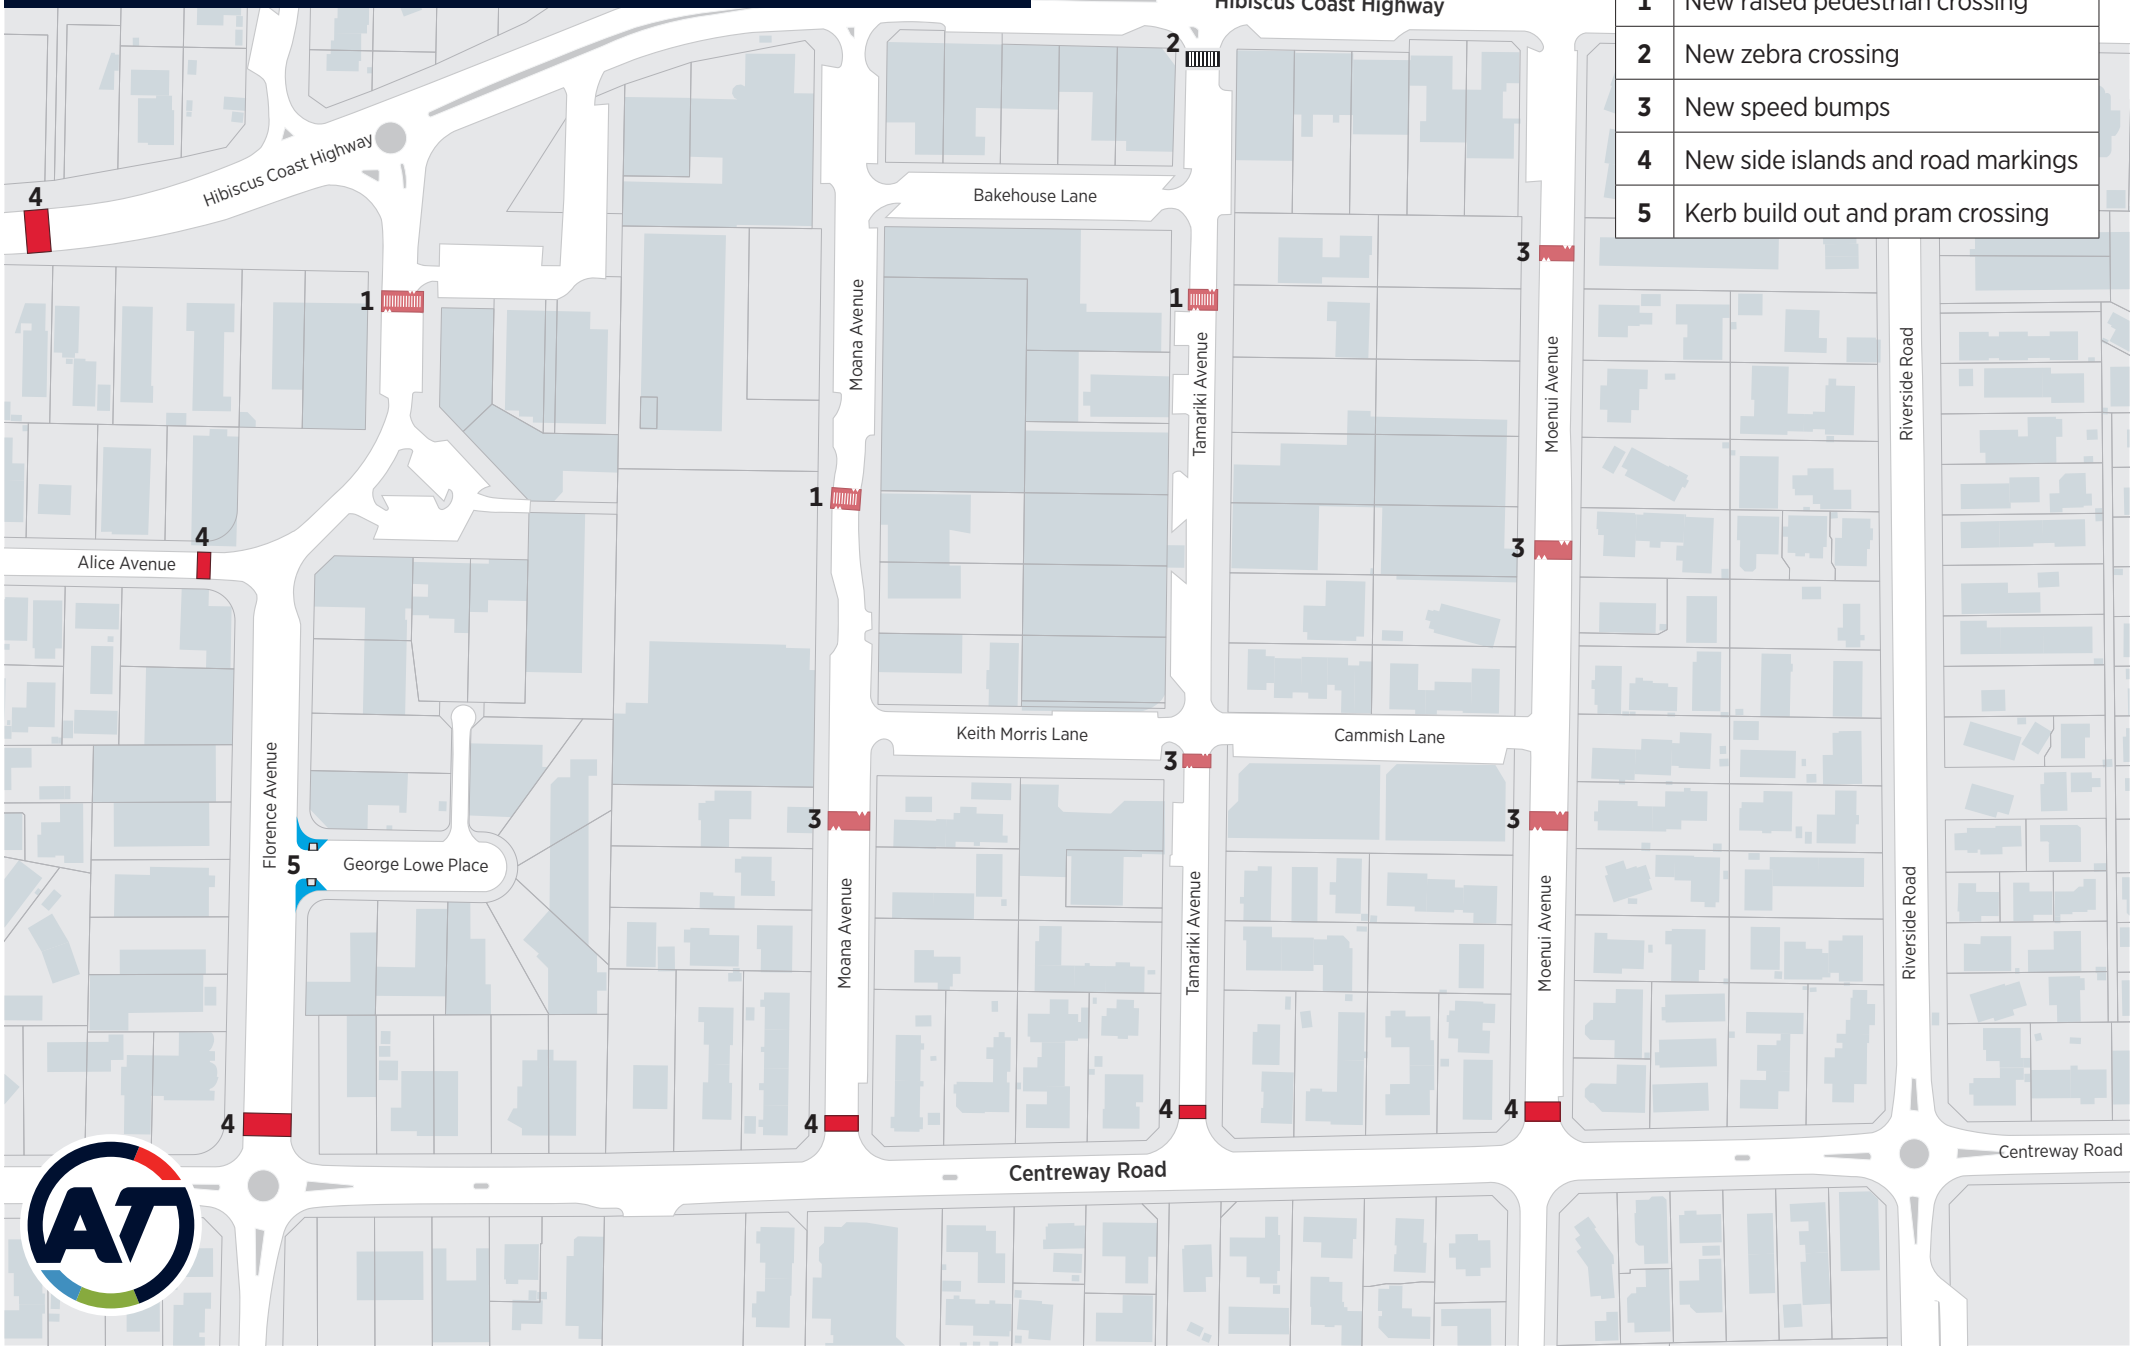 Hibiscus Coast Highway
1 New raised pedestrian crossing
2 New zebra crossing
3 New speed bumps
4 New side islands and road markings
5 Kerb build out and pram crossing
2
Hibiscus Coast Highway
4
Bakehouse Lane
3
1
1
Moana Avenue
Tamariki Avenue
Moenui Avenue
Riverside Road
1
4
3
Alice Avenue
Keith Morris Lane
Cammish Lane
3
Florence Avenue
3
3
5
George Lowe Place
Moana Avenue
Tamariki Avenue
Moenui Avenue
Riverside Road
4
4
4
4
Centreway Road
Centreway Road
AT